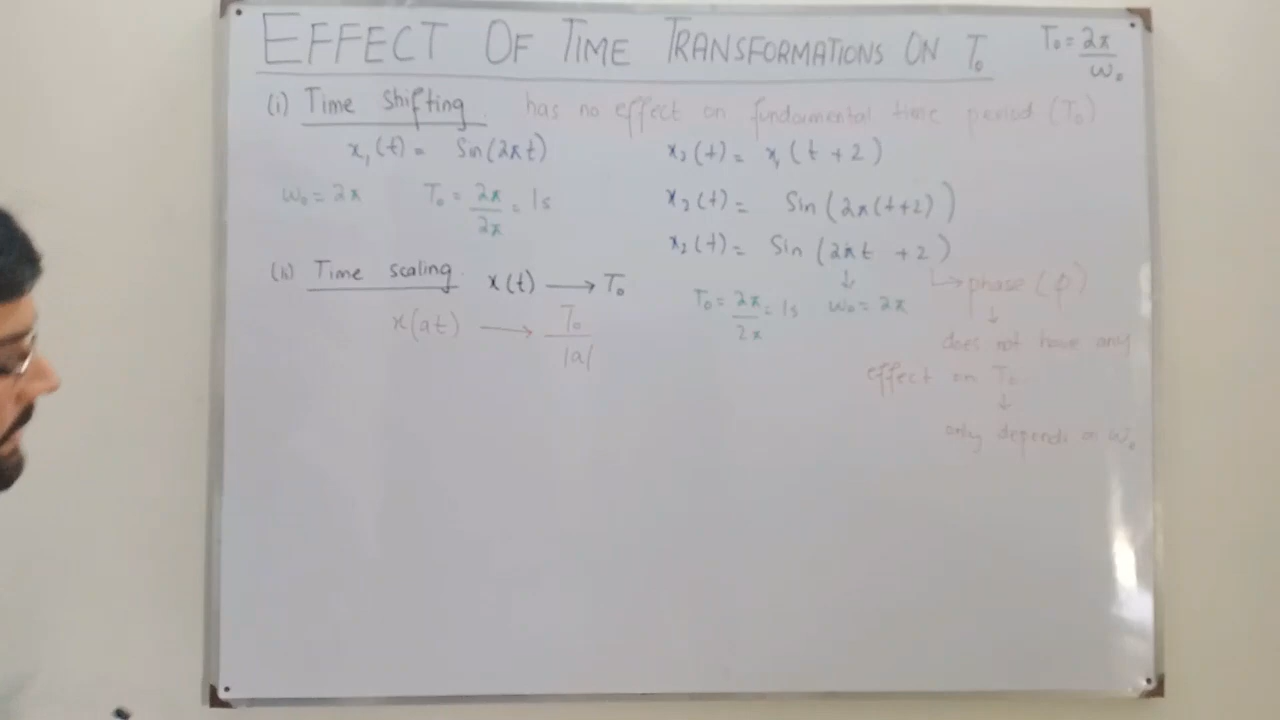 EFFECT OF TIME TRANSFORMATIONS ON T₀
T₀ = 2π/ω₀
(i) Time shifting has no effect on fundamental time period (T₀)
x₁(t) = Sin(2πt)
ω₀ = 2π T₀ = 2π/2π = 1s
x₂(t) = x₁(t+2)
x₂(t) = Sin(2π(t+2))
x₂(t) = Sin(2πt +2)
↓ ↳ phase (φ)
T₀ = 2π/2π = 1s ω₀ = 2π
↓
does not have any
effect on T₀
↓
only depends on ω₀
(ii) Time scaling. x(t) → T₀
x(at) → T₀/|a|